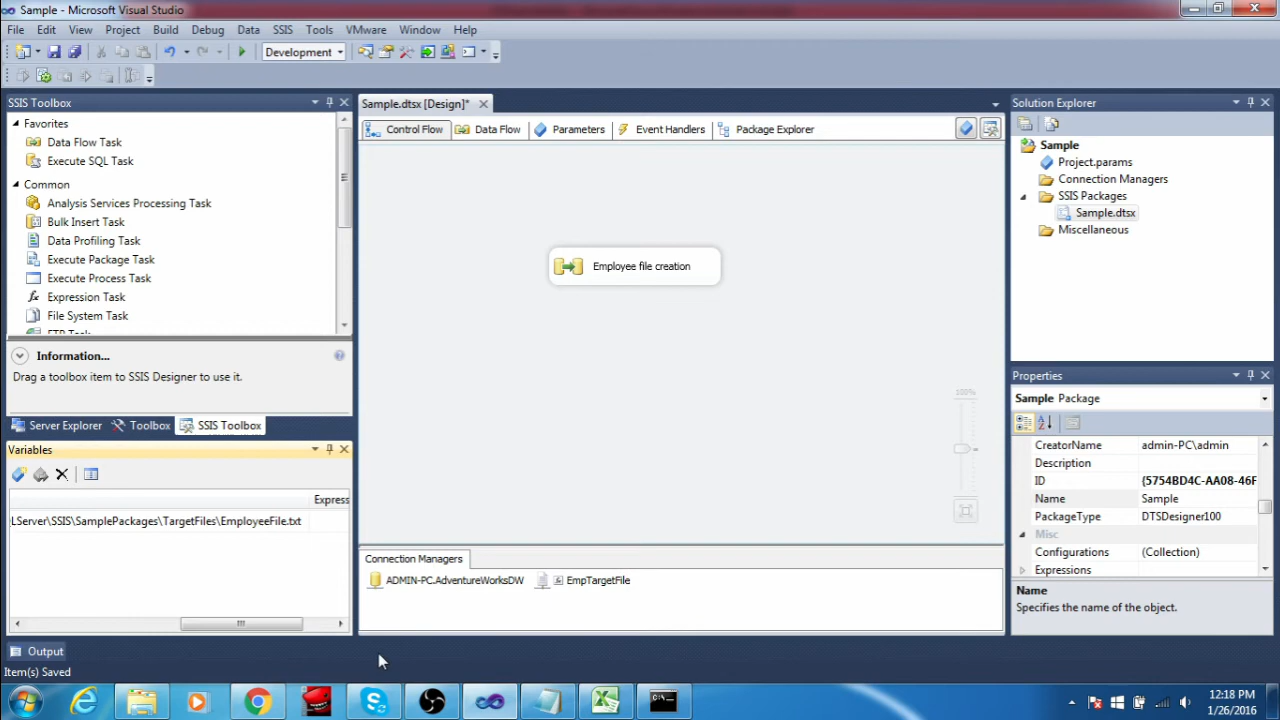 Sample - Microsoft Visual Studio
File Edit View Project Build Debug Data SSIS Tools VMware Window Help
Development
SSIS Toolbox
Favorites
Data Flow Task
Execute SQL Task
Common
Analysis Services Processing Task
Bulk Insert Task
Data Profiling Task
Execute Package Task
Execute Process Task
Expression Task
File System Task
FTP Task
Information...
Drag a toolbox item to SSIS Designer to use it.
Server Explorer Toolbox SSIS Toolbox
Variables
Express
LServer\SSIS\SamplePackages\TargetFiles\EmployeeFile.txt
Sample.dtsx [Design]*
Control Flow Data Flow Parameters Event Handlers Package Explorer
Employee file creation
100%
Connection Managers
ADMIN-PC.AdventureWorksDW EmpTargetFile
Solution Explorer
Sample
Project.params
Connection Managers
SSIS Packages
Sample.dtsx
Miscellaneous
Properties
Sample Package
CreatorName admin-PC\admin
Description
ID {5754BD4C-AA08-46F
Name Sample
PackageType DTSDesigner100
Misc
Configurations (Collection)
Expressions
Name
Specifies the name of the object.
Output
Item(s) Saved
12:18 PM
1/26/2016